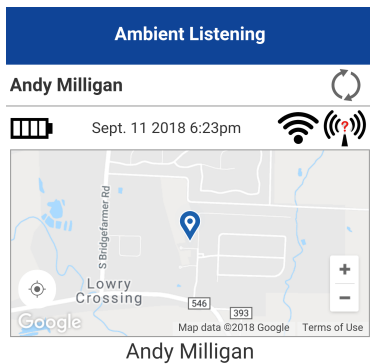 Ambient Listening
Andy Milligan
Sept. 11 2018 6:23pm
?
S Bridgefarmer Rd
Lowry
Crossing
546
393
+
−
Google
Map data ©2018 Google
Terms of Use
Andy Milligan